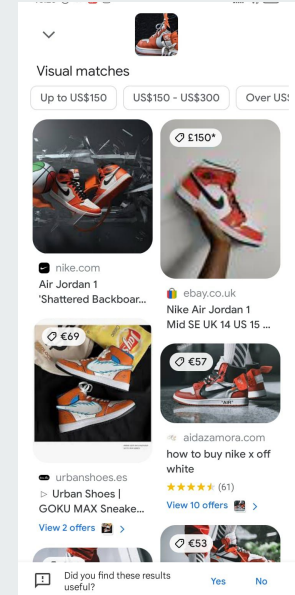 Visual matches
Up to US$150
US$150 - US$300
Over US$
nike.com
Air Jordan 1
'Shattered Backboar...
£150*
ebay.co.uk
Nike Air Jordan 1
Mid SE UK 14 US 15 ...
€69
urbanshoes.es
▷ Urban Shoes |
GOKU MAX Sneake...
View 2 offers
€57
"AIR"
aidazamora.com
how to buy nike x off
white
(61)
View 10 offers
€53
Did you find these results
useful?
Yes
No